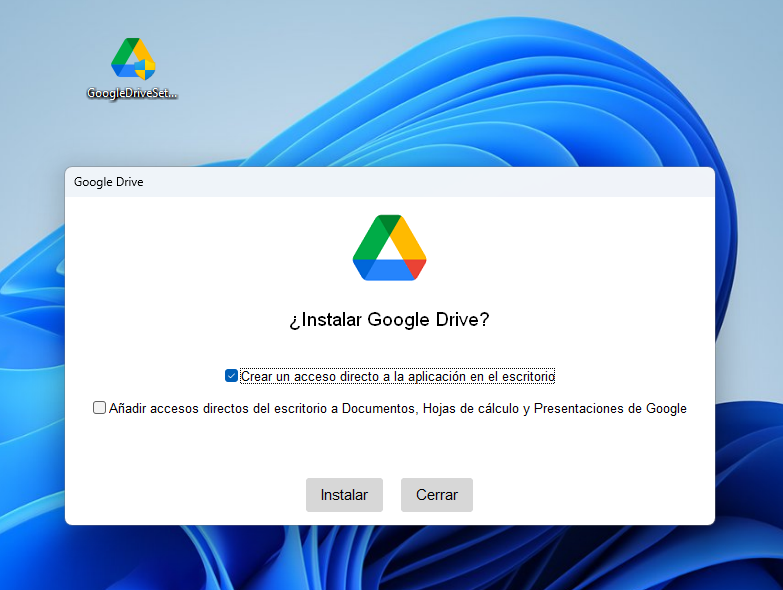 GoogleDriveSet...
Google Drive
¿Instalar Google Drive?
Crear un acceso directo a la aplicación en el escritorio
Añadir accesos directos del escritorio a Documentos, Hojas de cálculo y Presentaciones de Google
Instalar
Cerrar